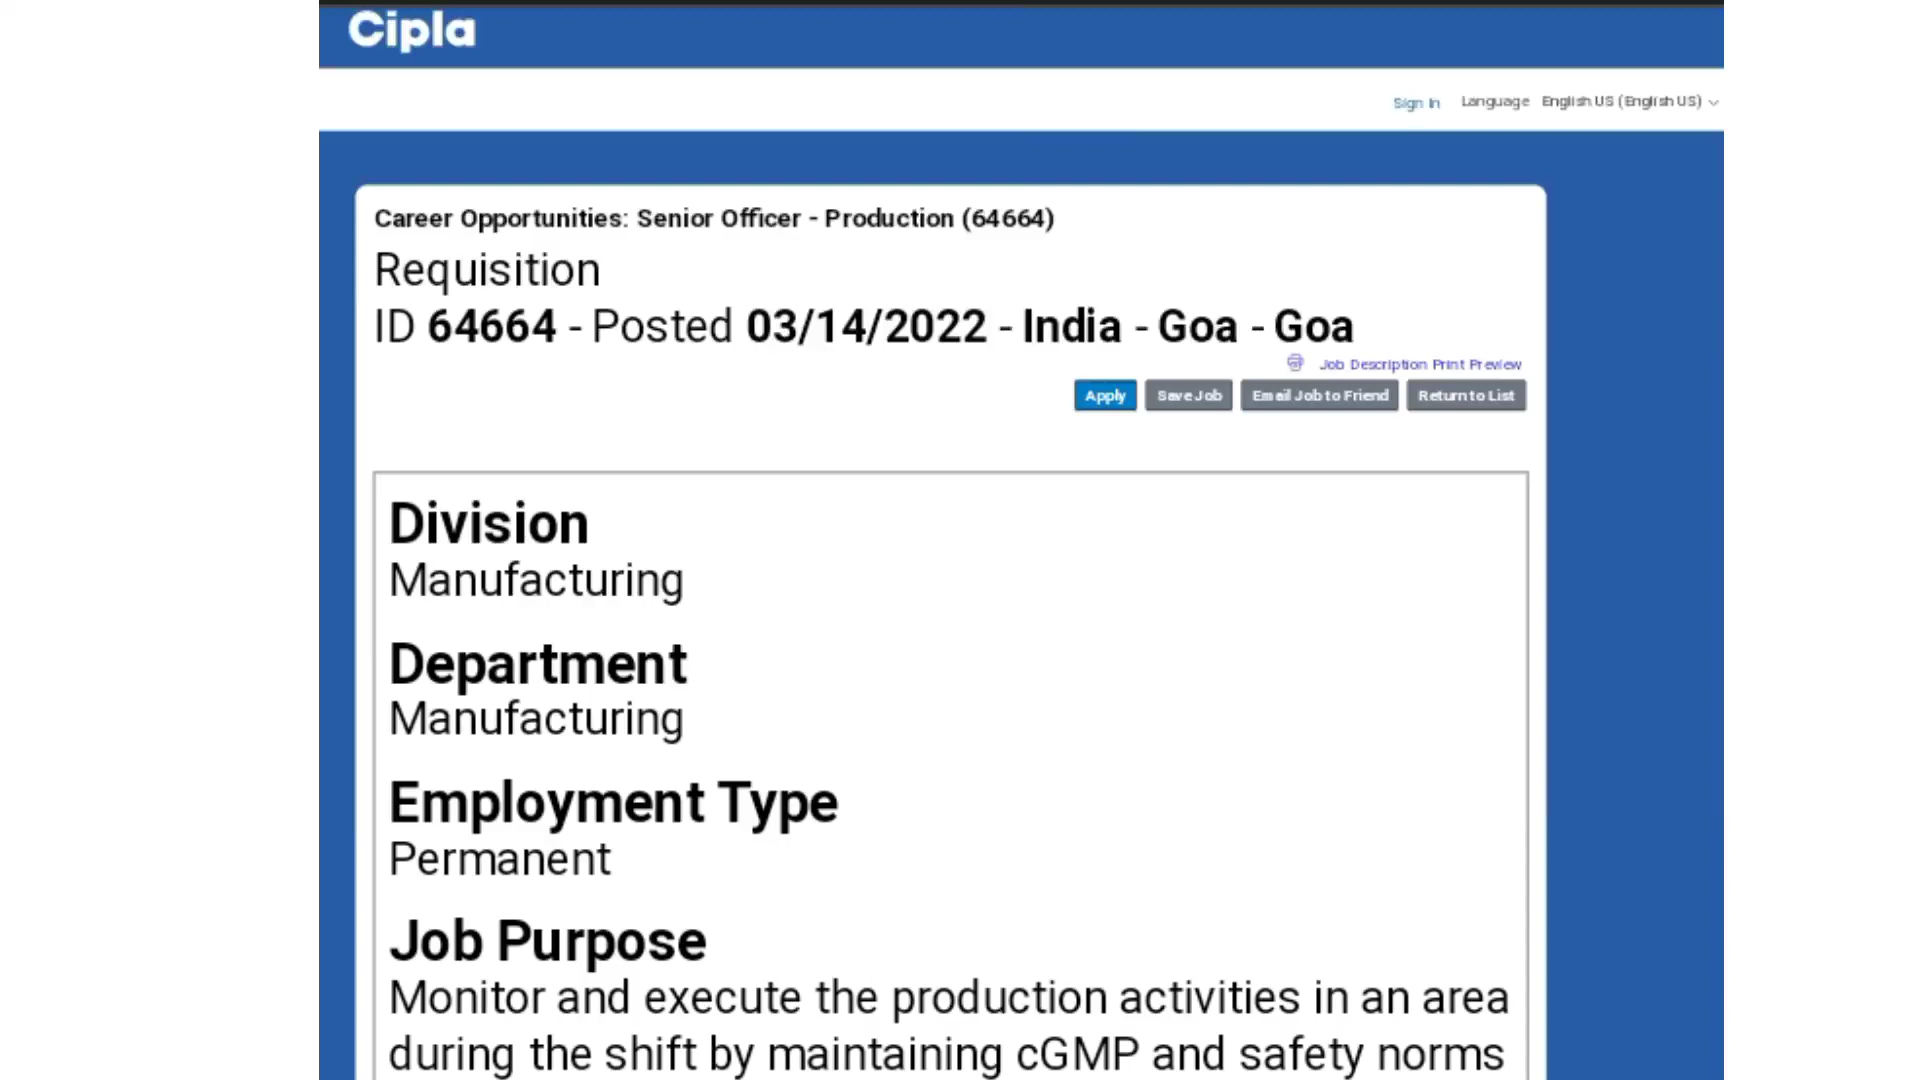 Cipla
Sign In Language English US (English US)
Career Opportunities: Senior Officer - Production (64664)
Requisition
ID 64664 - Posted 03/14/2022 - India - Goa - Goa
Job Description Print Preview
Apply Save Job Email Job to Friend Return to List
Division
Manufacturing
Department
Manufacturing
Employment Type
Permanent
Job Purpose
Monitor and execute the production activities in an area
during the shift by maintaining cGMP and safety norms